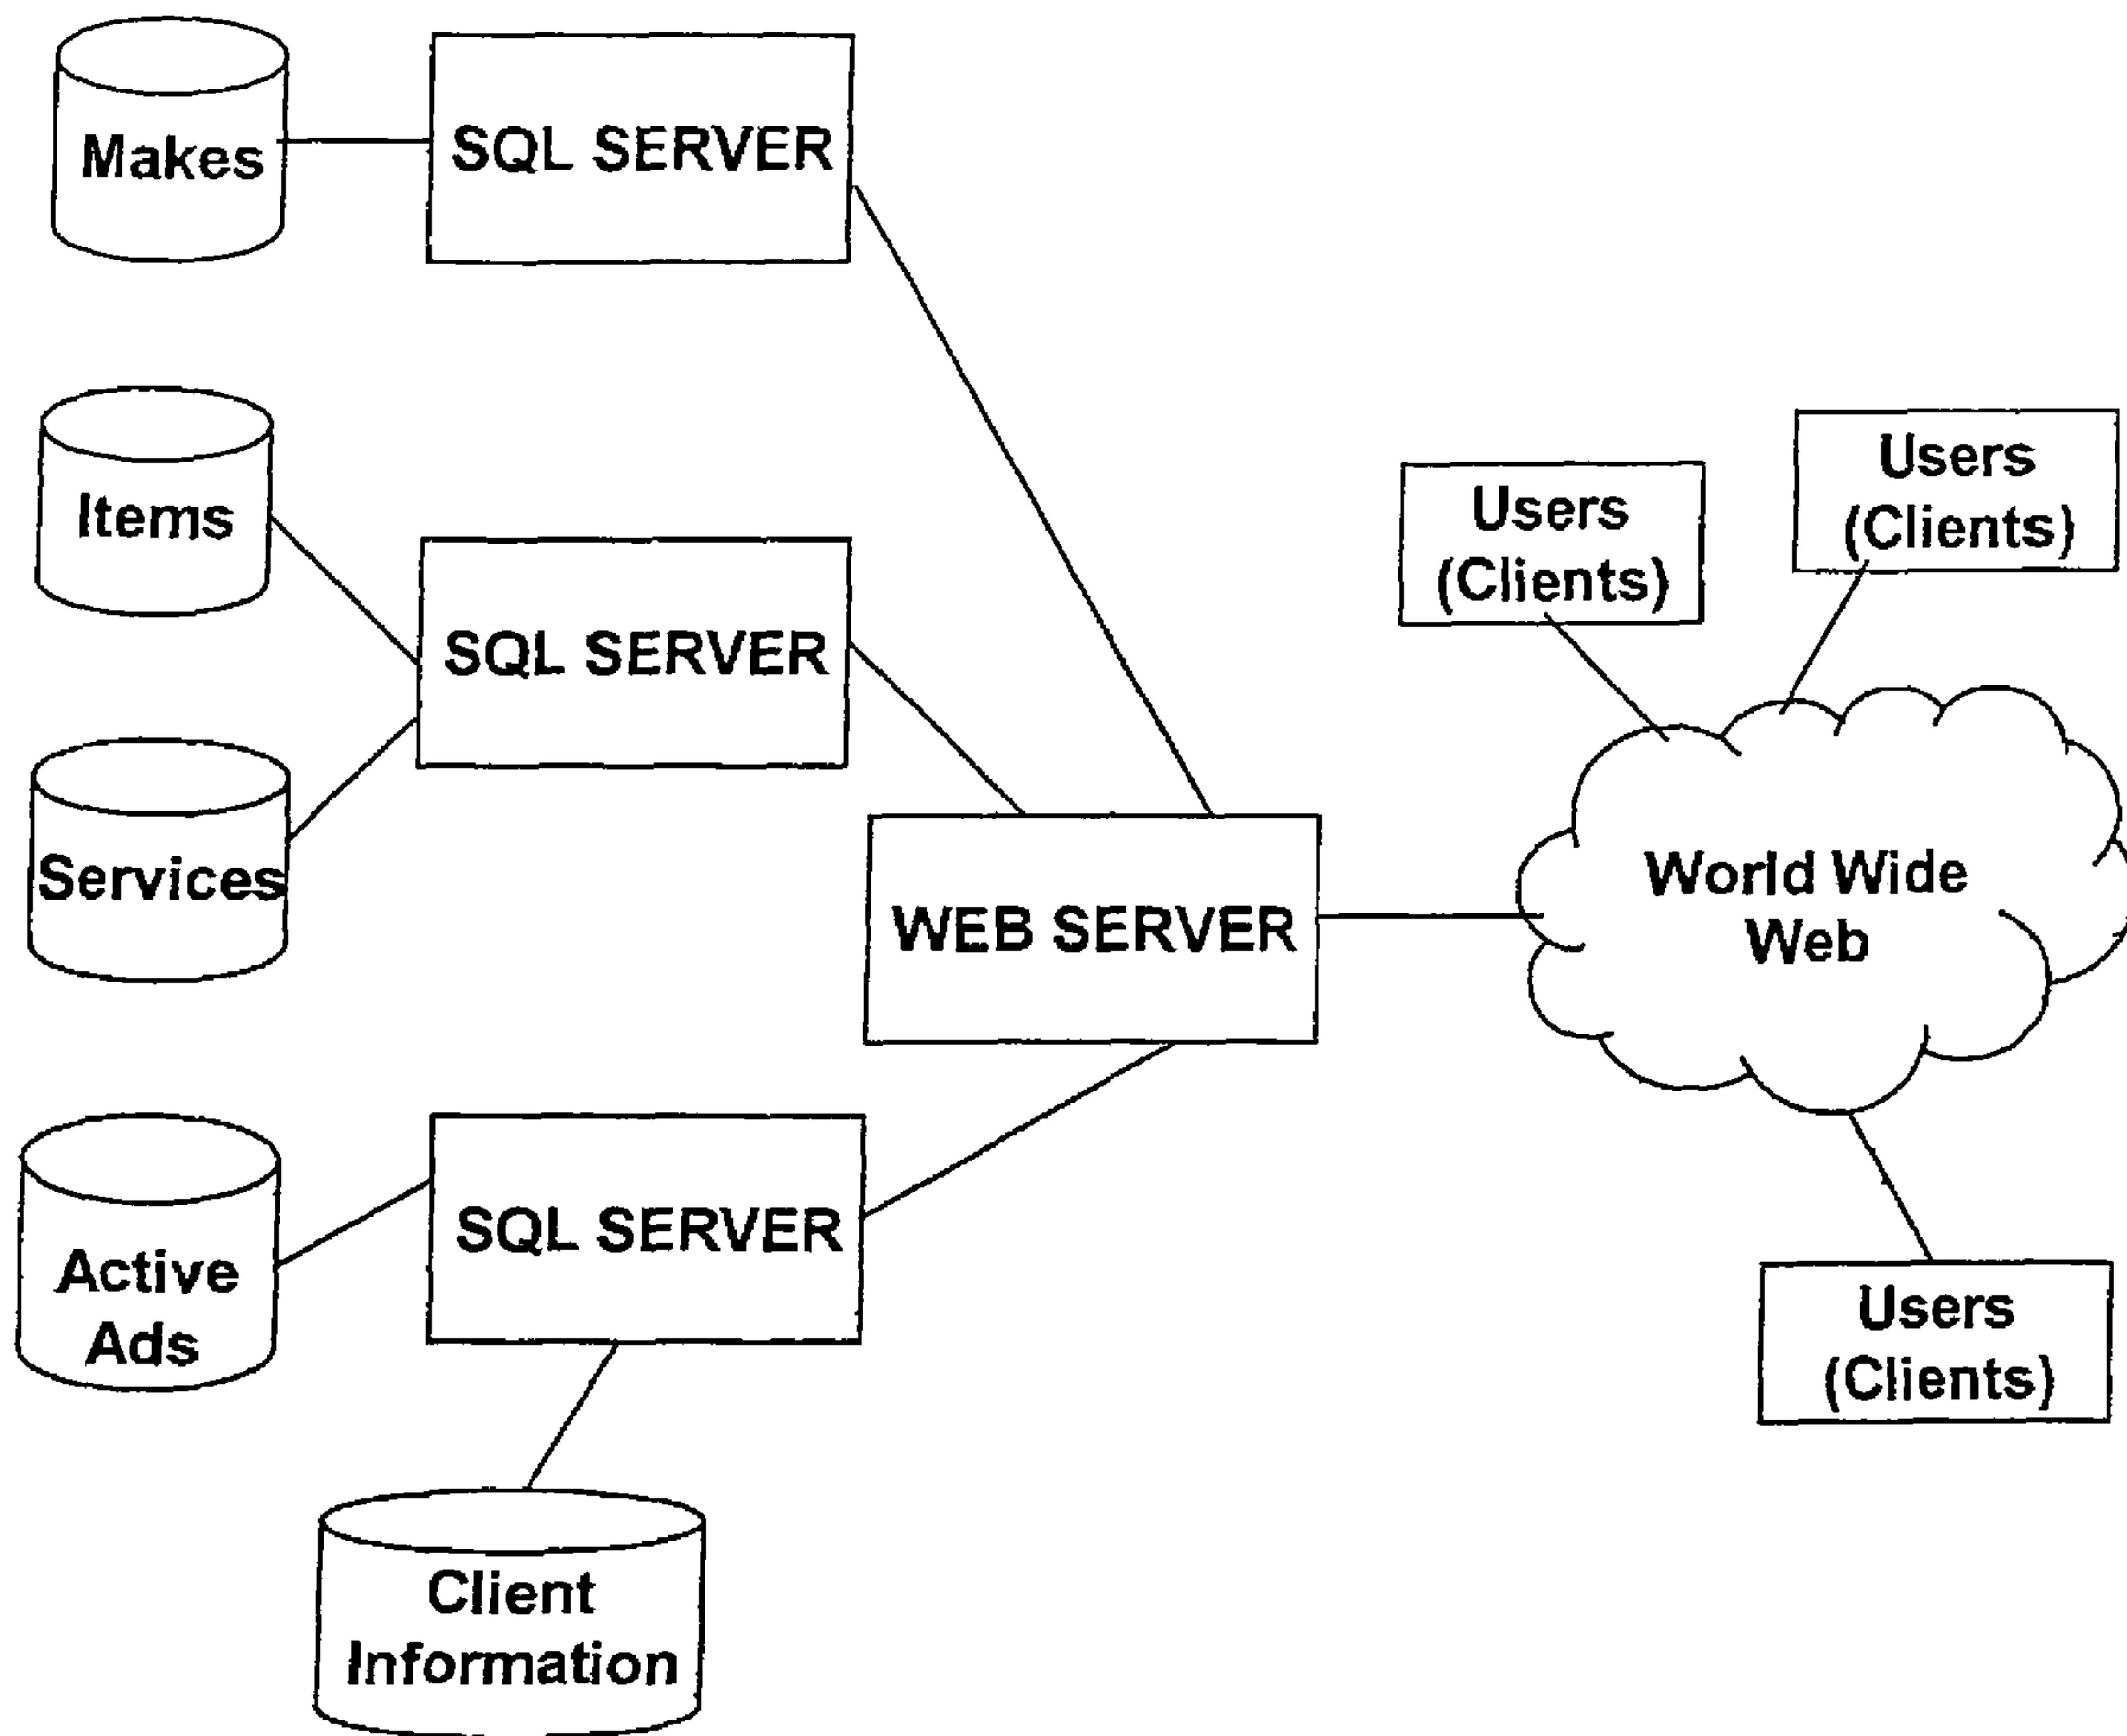 Makes
SQL SERVER
Items
SQL SERVER
Services
Users
(Clients)
Users
(Clients)
WEB SERVER
World Wide
Web
Active
Ads
SQL SERVER
Users
(Clients)
Client
Information